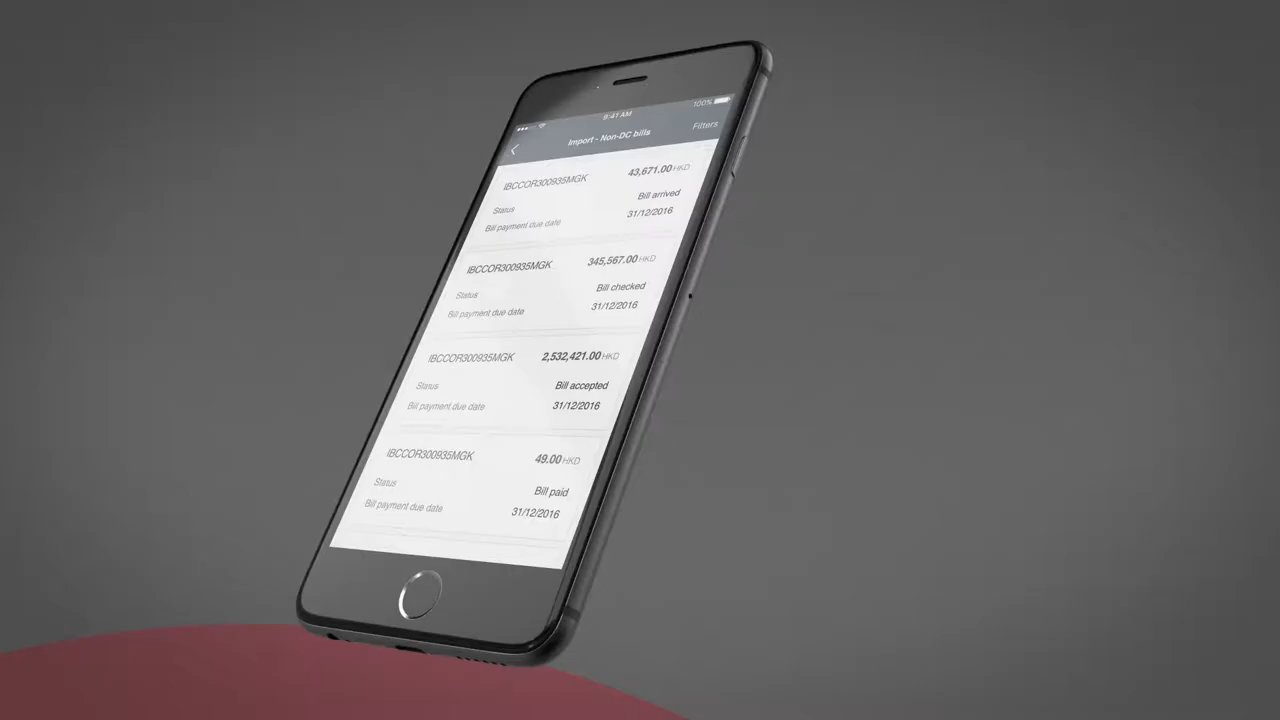 9:41 AM
100%
Import - Non-DC bills
Filters
IBCCOR300935MGK
43,671.00 HKD
Status
Bill arrived
Bill payment due date
31/12/2016
IBCCOR300935MGK
345,567.00 HKD
Status
Bill checked
Bill payment due date
31/12/2016
IBCCOR300935MGK
2,532,421.00 HKD
Status
Bill accepted
Bill payment due date
31/12/2016
IBCCOR300935MGK
49.00 HKD
Status
Bill paid
Bill payment due date
31/12/2016